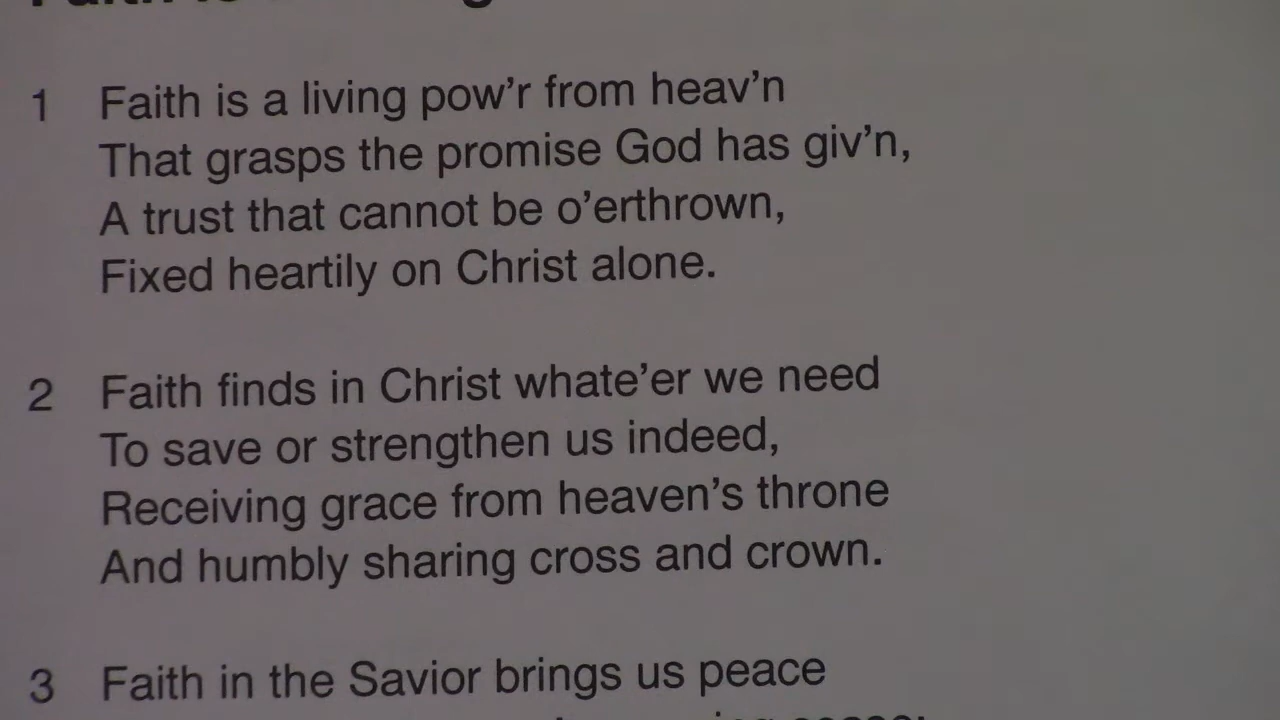 Faith is a
1 Faith is a living pow'r from heav'n
That grasps the promise God has giv'n,
A trust that cannot be o'erthrown,
Fixed heartily on Christ alone.
2 Faith finds in Christ whate'er we need
To save or strengthen us indeed,
Receiving grace from heaven's throne
And humbly sharing cross and crown.
3 Faith in the Savior brings us peace